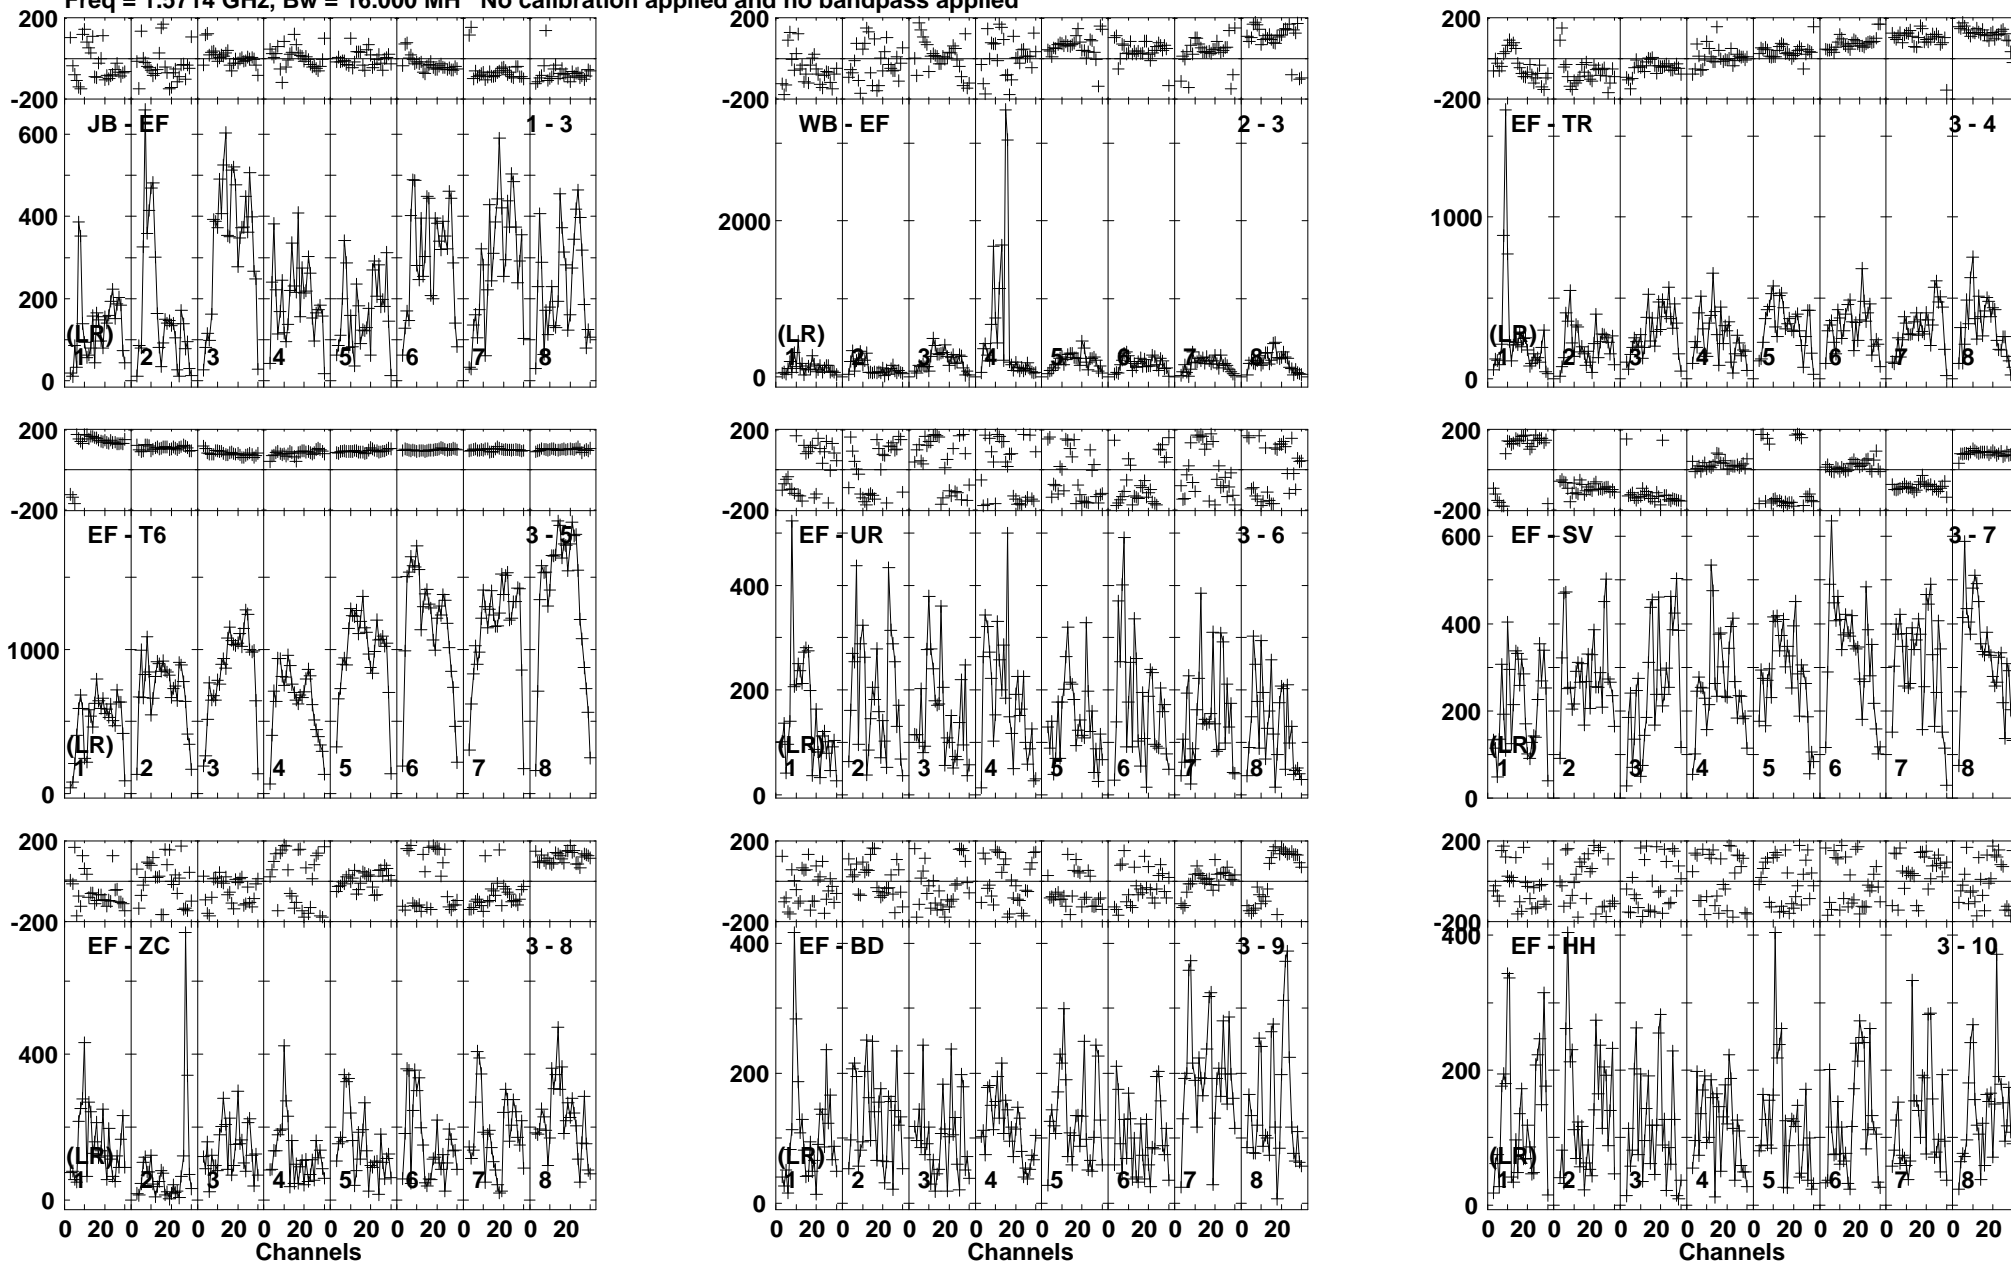 Freq = 1.5714 GHz, Bw = 16.000 MH No calibration applied and no bandpass applied
200 200 200
-200 -200 -200
JB - EF 1 - 3 WB - EF 2 - 3 EF - TR 3 - 4
600
400 2000 1000
200
(LR) (LR) (LR)
1 2 3 4 5 6 7 8 1 2 3 4 5 6 7 8 1 2 3 4 5 6 7 8
0 0 0
200 200 200
-200 -200 -200
EF - T6 3 - 5 EF - UR 3 - 6 EF - SV 3 - 7
600
1000 400 400
200 200
(LR) (LR) (LR)
1 2 3 4 5 6 7 8 1 2 3 4 5 6 7 8 1 2 3 4 5 6 7 8
0 0 0
200 200 200
-200 -200 -200
EF - ZC 3 - 8 EF - BD 3 - 9 EF - HH 3 - 10
400 400 400
200 200
(LR) (LR) (LR)
1 2 3 4 5 6 7 8 1 2 3 4 5 6 7 8 1 2 3 4 5 6 7 8
0 0 0
0 20 0 20 0 20 0 20 0 20 0 20 0 20 0 20 0 20 0 20 0 20 0 20 0 20 0 20 0 20 0 20 0 20 0 20 0 20 0 20 0 20 0 20 0 20 0 20
Channels Channels Channels